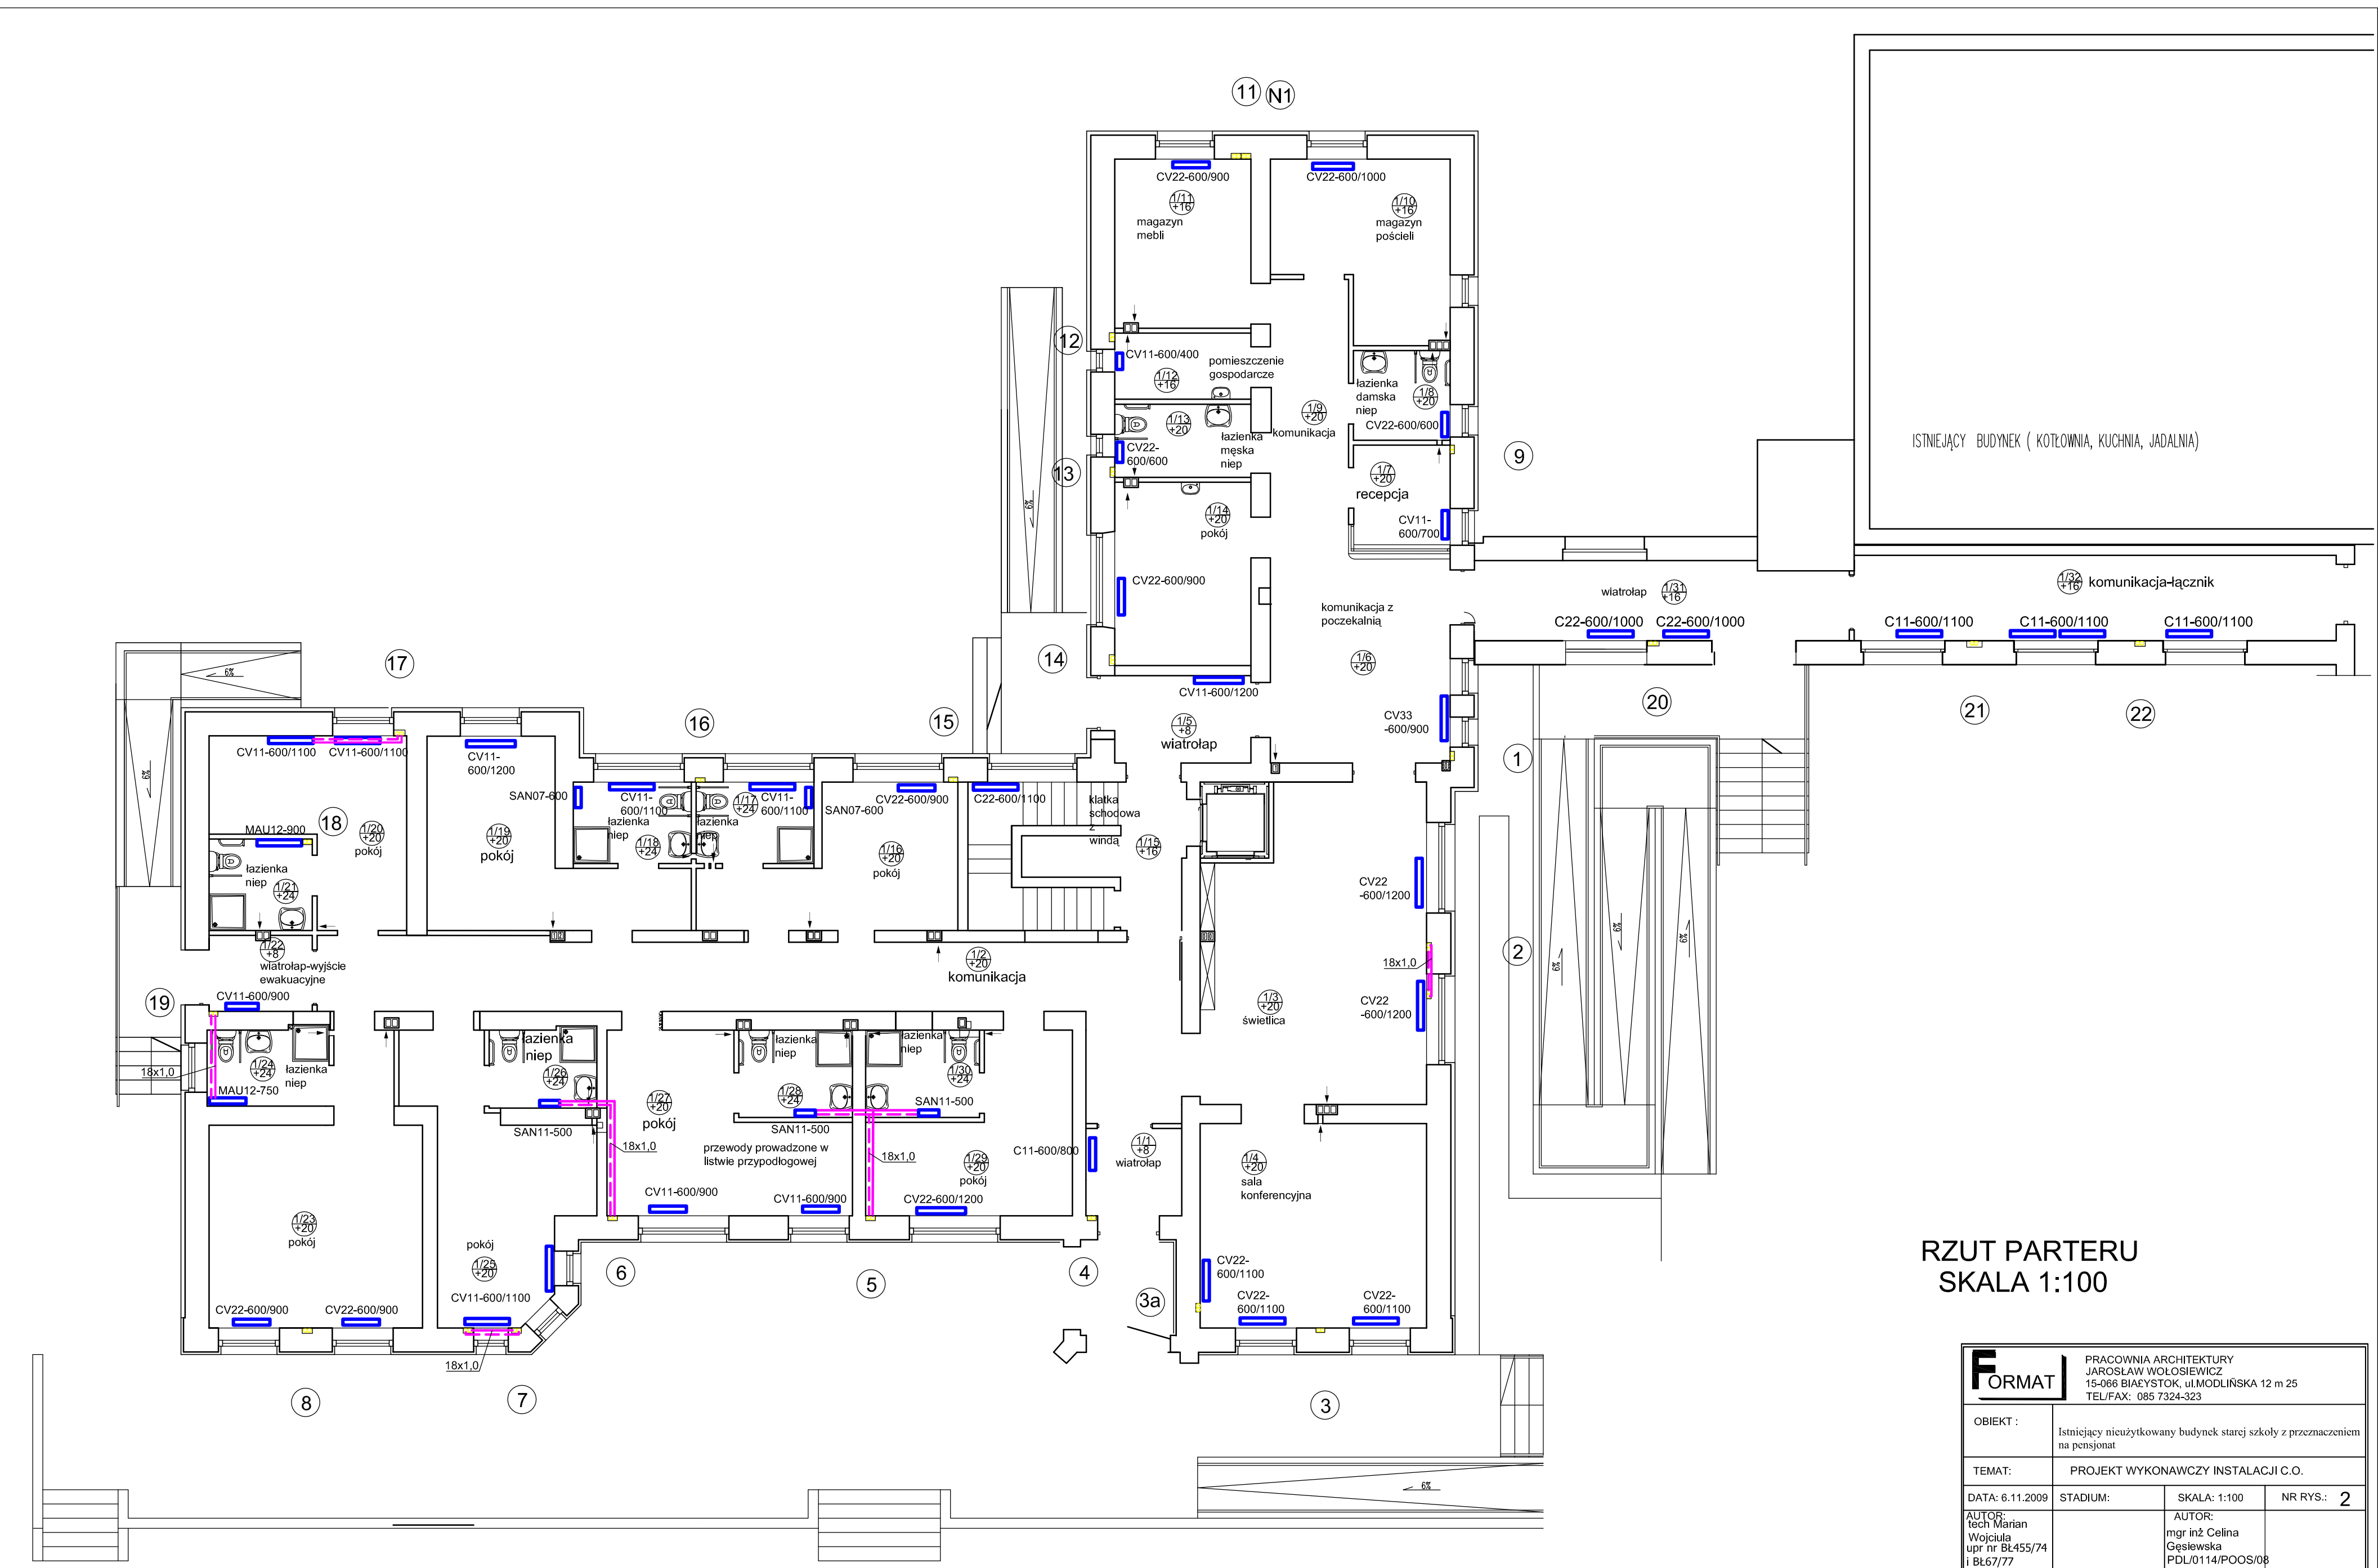 11 N1
CV22-600/900
CV22-600/1000
1/11
+16
magazyn
mebli
1/10
+16
magazyn
pościeli
12
CV11-600/400
1/12
+16
pomieszczenie
gospodarcze
łazienka
damska
niep
1/8
+20
CV22-600/600
1/13
+20
łazienka
męska
niep
CV22-
600/600
1/9
+20
komunikacja
13
9
1/7
+20
recepcja
CV11-
600/700
6%
1/14
+20
pokój
CV22-600/900
ISTNIEJĄCY BUDYNEK ( KOTŁOWNIA, KUCHNIA, JADALNIA)
komunikacja z
poczekalnią
1/6
+20
wiatrołap
1/31
+16
1/32
+16
komunikacja-łącznik
C22-600/1000
C22-600/1000
C11-600/1100
C11-600/1100
C11-600/1100
14
CV11-600/1200
1/5
+8
wiatrołap
CV33
-600/900
20
21
22
1
17
6%
6%
16
15
CV11-600/1100
CV11-600/1100
CV11-
600/1200
SAN07-600
CV11-
600/1100
łazienka
niep
1/18
+24
1/17
+24
łazienka
niep
CV11-
600/1100
SAN07-600
CV22-600/900
C22-600/1100
klatka
schodowa
z
windą
1/15
+16
18
MAU12-900
1/20
+20
pokój
1/19
+20
pokój
1/16
+20
pokój
łazienka
niep
1/21
+24
CV22
-600/1200
1/22
+8
wiatrołap-wyjście
ewakuacyjne
1/2
+20
komunikacja
18x1,0
2
6%
6%
6%
19
CV11-600/900
1/3
+20
świetlica
CV22
-600/1200
18x1,0
1/24
+24
łazienka
niep
MAU12-750
łazienka
niep
1/26
+24
SAN11-500
1/27
+20
pokój
18x1,0
łazienka
niep
1/28
+24
SAN11-500
łazienka
niep
1/30
+24
SAN11-500
przewody prowadzone w
listwie przypodłogowej
18x1,0
1/29
+20
pokój
C11-600/800
1/1
+8
wiatrołap
1/4
+20
sala
konferencyjna
CV11-600/900
CV11-600/900
CV22-600/1200
1/23
+20
pokój
pokój
1/25
+20
CV11-600/1100
CV22-600/900
CV22-600/900
18x1,0
6
5
4
3a
CV22-
600/1100
CV22-
600/1100
CV22-
600/1100
8
7
3
6%
RZUT PARTERU
SKALA 1:100
FORMAT
PRACOWNIA ARCHITEKTURY
JAROSŁAW WOŁOSIEWICZ
15-066 BIA£YSTOK, ul.MODLIŃSKA 12 m 25
TEL/FAX: 085 7324-323
OBIEKT :
Istniejący nieużytkowany budynek starej szkoły z przeznaczeniem
na pensjonat
TEMAT:
PROJEKT WYKONAWCZY INSTALACJI C.O.
DATA: 6.11.2009
STADIUM:
SKALA: 1:100
NR RYS.: 2
AUTOR:
tech Marian
Wojciula
upr nr BŁ455/74
i BŁ67/77
AUTOR:
mgr inż Celina
Gęsiewska
PDL/0114/POOS/08